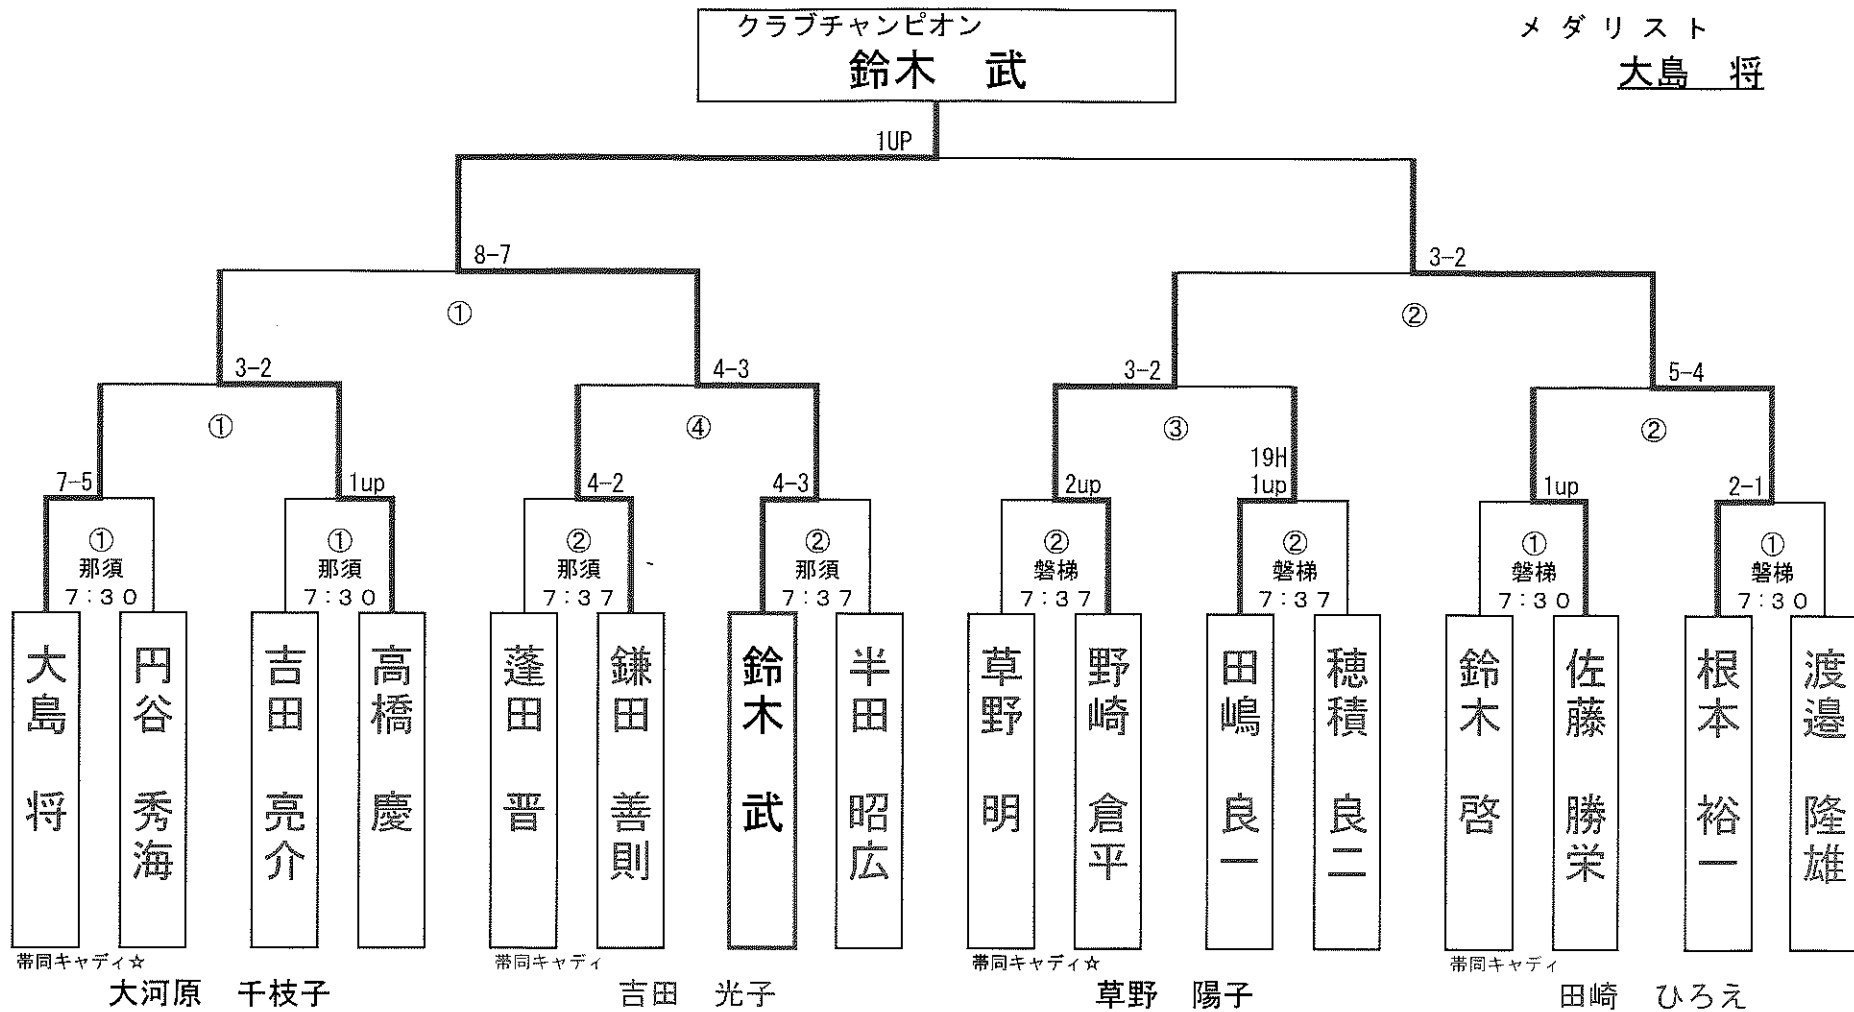 クラブチャンピオン
鈴木　武
メダリスト
大島　将
1UP
8-7
3-2
①
②
3-2
4-3
3-2
5-4
①
④
③
②
7-5
1up
4-2
4-3
2up
19H
1up
1up
2-1
①
那須
7:30
①
那須
7:30
②
那須
7:37
②
那須
7:37
②
磐梯
7:37
②
磐梯
7:37
①
磐梯
7:30
①
磐梯
7:30
大島　将
円谷　秀海
吉田　亮介
高橋　慶
蓬田　晋
鎌田　善則
鈴木　武
半田　昭広
草野　明
野崎　倉平
田嶋　良一
穂積　良二
鈴木　啓
佐藤　勝栄
根本　裕一
渡邉　隆雄
帯同キャディ☆
大河原　千枝子
帯同キャディ
吉田　光子
帯同キャディ☆
草野　陽子
帯同キャディ
田崎　ひろえ